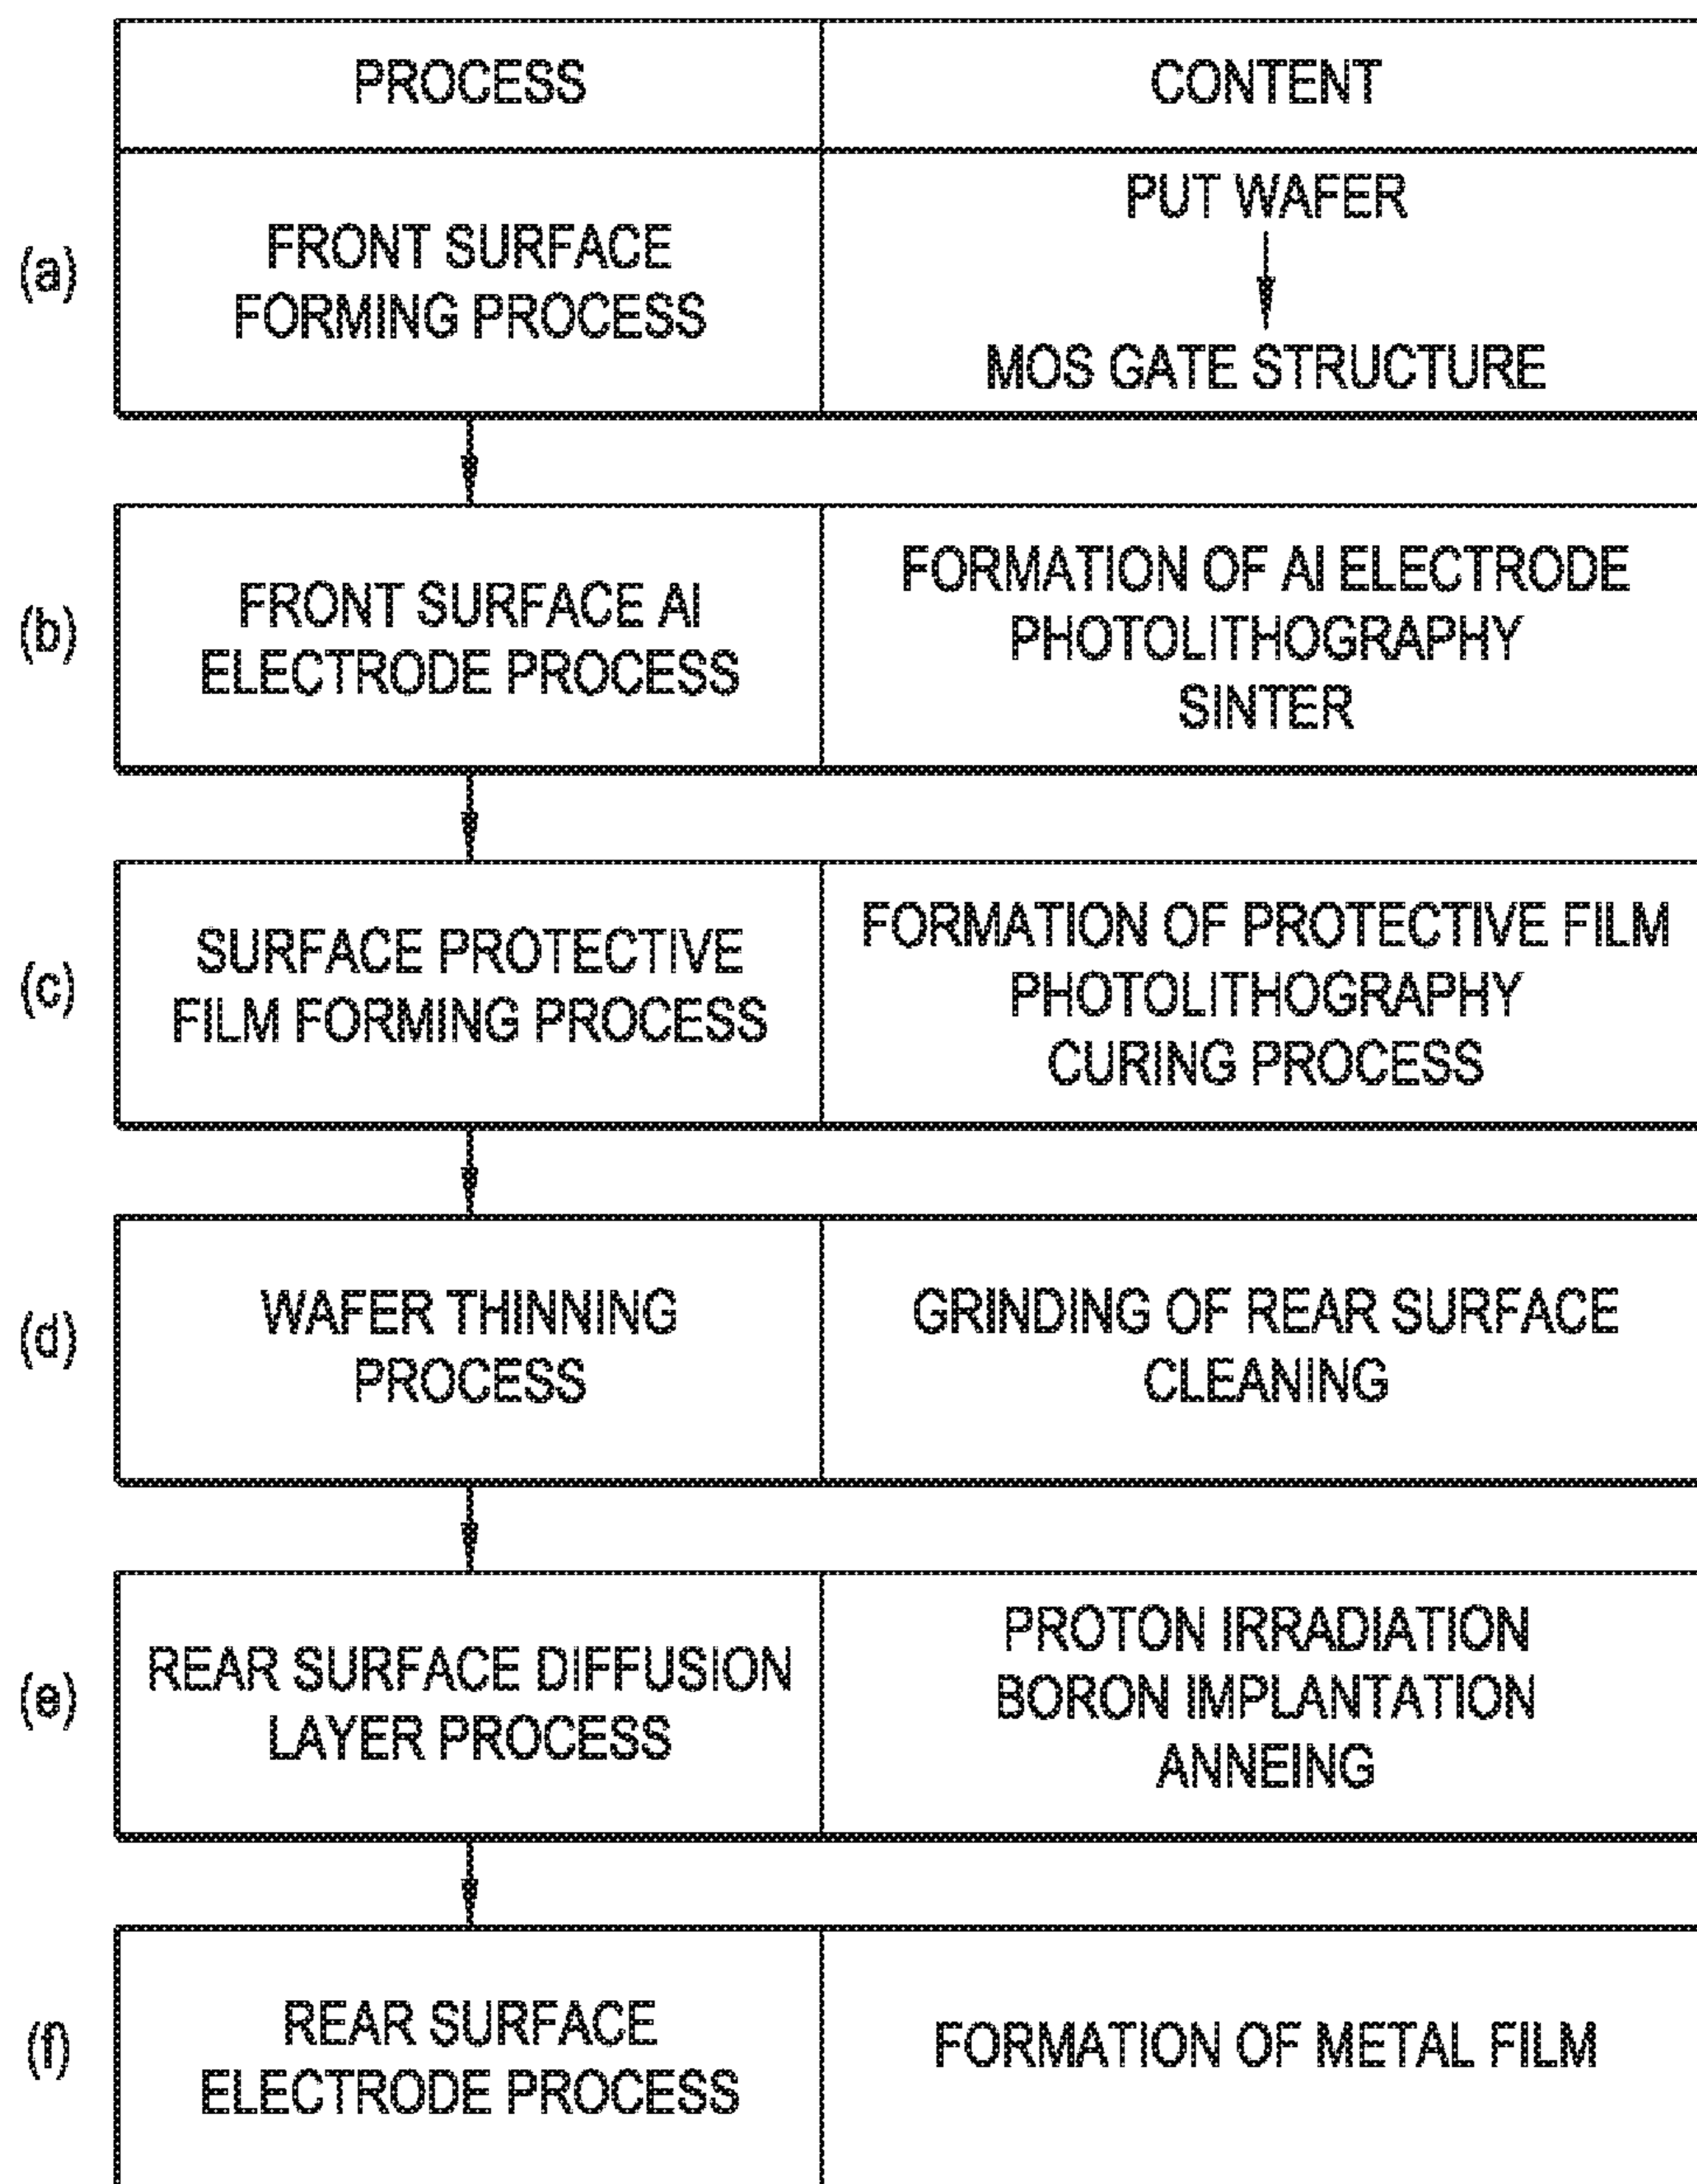 PROCESS
CONTENT
(a)
FRONT SURFACE
FORMING PROCESS
PUT WAFER
MOS GATE STRUCTURE
(b)
FRONT SURFACE Al
ELECTRODE PROCESS
FORMATION OF Al ELECTRODE
PHOTOLITHOGRAPHY
SINTER
(c)
SURFACE PROTECTIVE
FILM FORMING PROCESS
FORMATION OF PROTECTIVE FILM
PHOTOLITHOGRAPHY
CURING PROCESS
(d)
WAFER THINNING
PROCESS
GRINDING OF REAR SURFACE
CLEANING
(e)
REAR SURFACE DIFFUSION
LAYER PROCESS
PROTON IRRADIATION
BORON IMPLANTATION
ANNEING
(f)
REAR SURFACE
ELECTRODE PROCESS
FORMATION OF METAL FILM